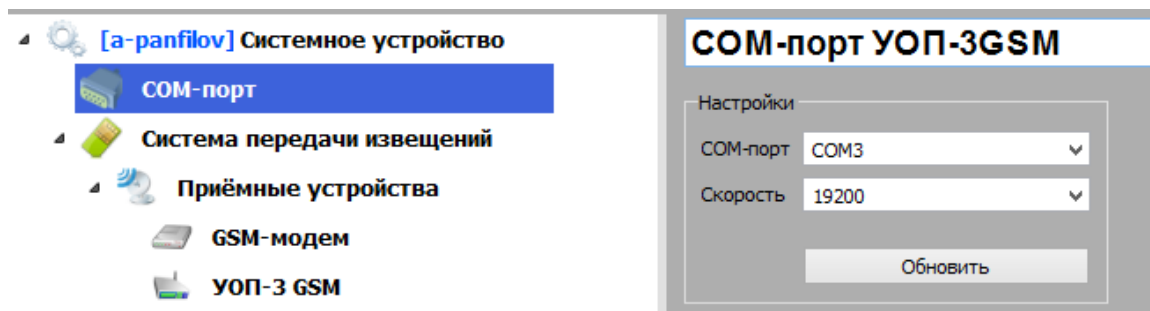 [a-panfilov] Системное устройство
COM-порт
Система передачи извещений
Приёмные устройства
GSM-модем
УОП-3 GSM
COM-порт УОП-3GSM
Настройки
COM-порт COM3
Скорость 19200
Обновить